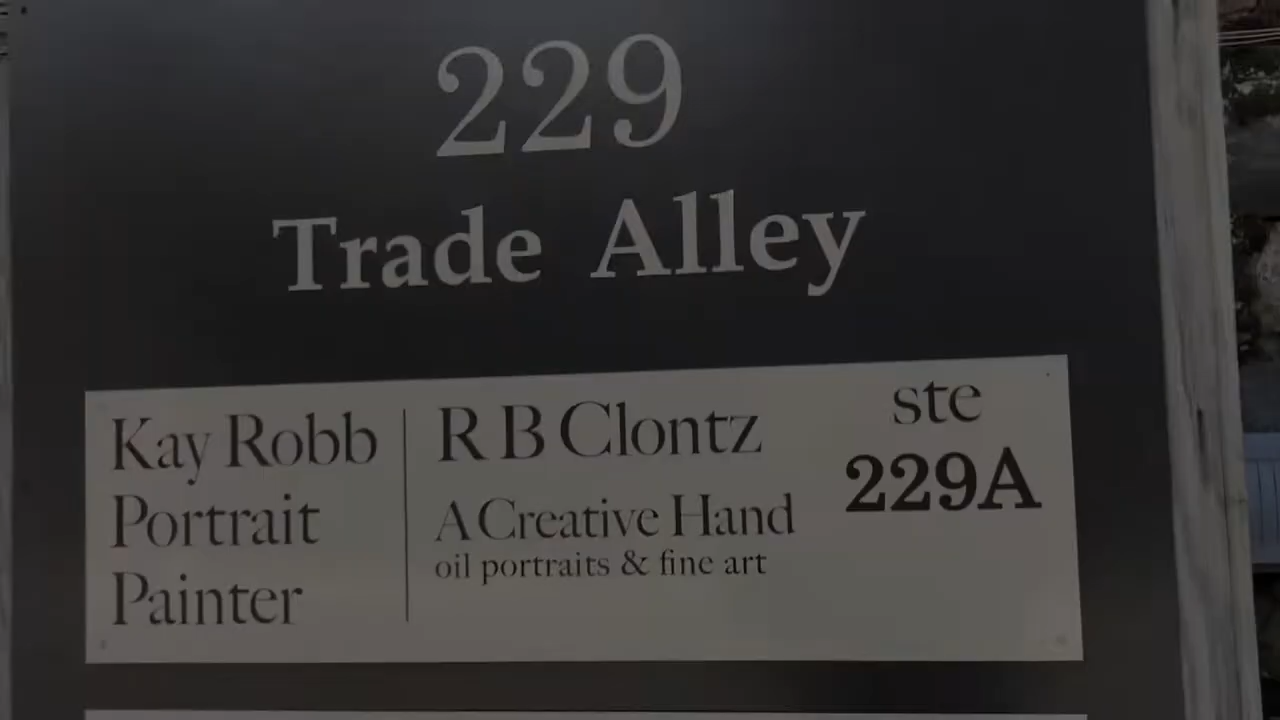 229
Trade Alley
Kay Robb
Portrait
Painter
R B Clontz
A Creative Hand
oil portraits & fine art
ste
229A